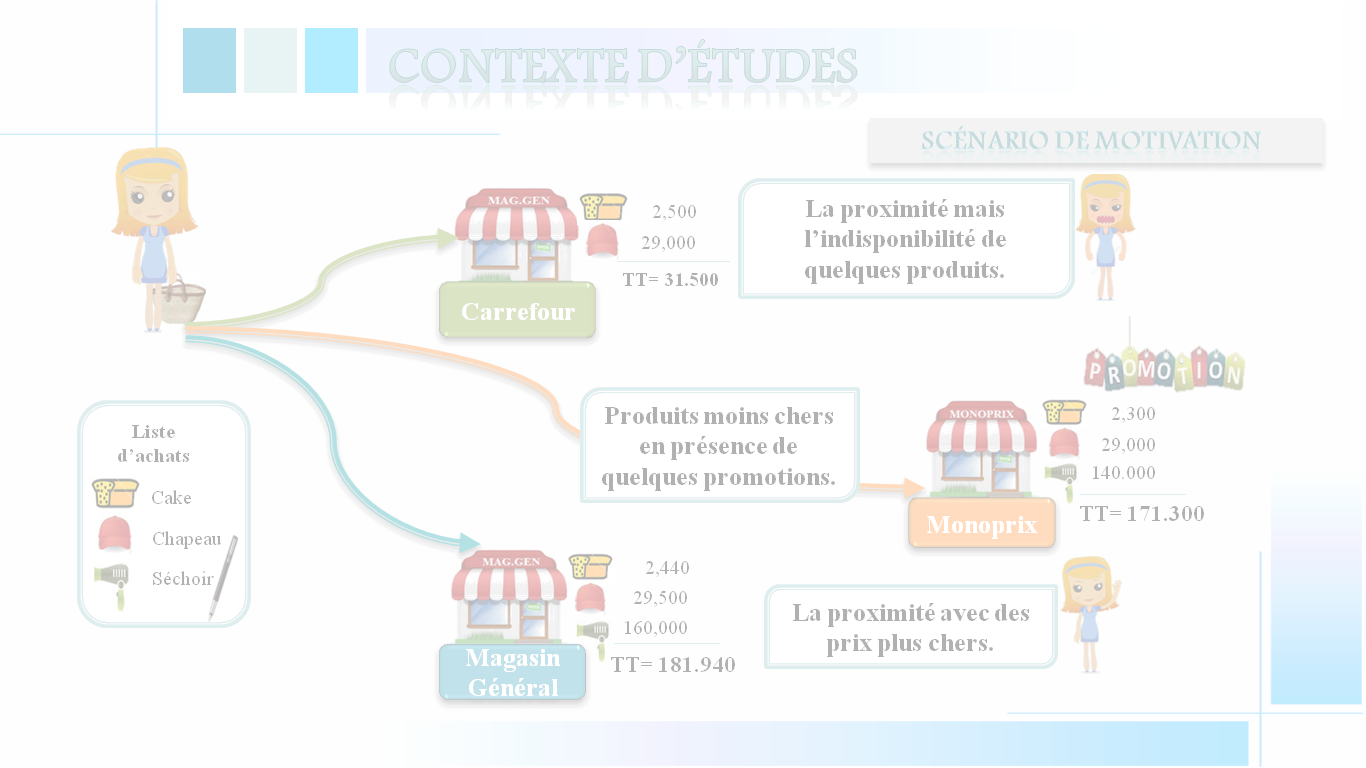 CONTEXTE D'ÉTUDES
SCÉNARIO DE MOTIVATION
MAG.GEN
2,500
29,000
TT= 31.500
Carrefour
La proximité mais
l'indisponibilité de
quelques produits.
PROMOTION
Produits moins chers
en présence de
quelques promotions.
MONOPRIX
2,300
29,000
140.000
TT= 171.300
Monoprix
Liste
d'achats
Cake
Chapeau
Séchoir
MAG.GEN
2,440
29,500
160,000
TT= 181.940
Magasin
Général
La proximité avec des
prix plus chers.